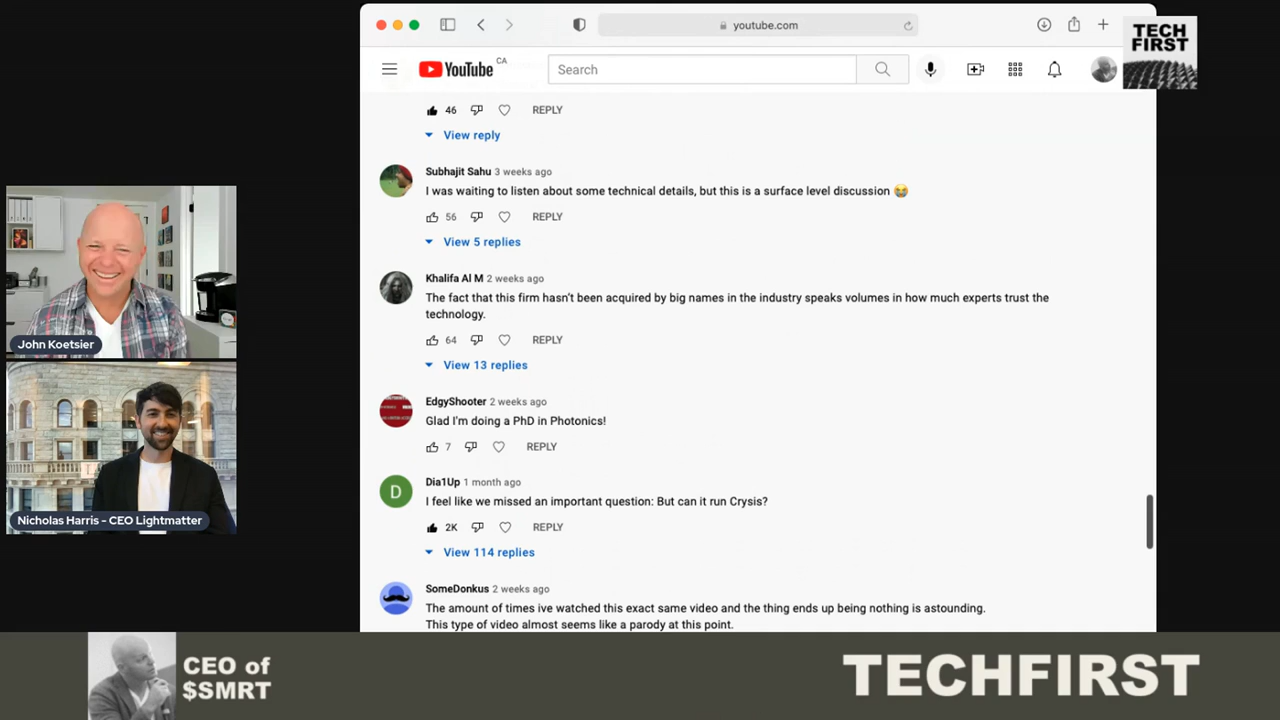 youtube.com
TECH
FIRST
YouTube CA
Search
46 REPLY
View reply
Subhajit Sahu 3 weeks ago
I was waiting to listen about some technical details, but this is a surface level discussion 😭
56 REPLY
View 5 replies
Khalifa Al M 2 weeks ago
The fact that this firm hasn't been acquired by big names in the industry speaks volumes in how much experts trust the
technology.
64 REPLY
View 13 replies
EdgyShooter 2 weeks ago
Glad I'm doing a PhD in Photonics!
7 REPLY
D
Dia1Up 1 month ago
I feel like we missed an important question: But can it run Crysis?
2K REPLY
View 114 replies
SomeDonkus 2 weeks ago
The amount of times ive watched this exact same video and the thing ends up being nothing is astounding.
This type of video almost seems like a parody at this point.
John Koetsier
Nicholas Harris - CEO Lightmatter
CEO of
$SMRT
TECHFIRST